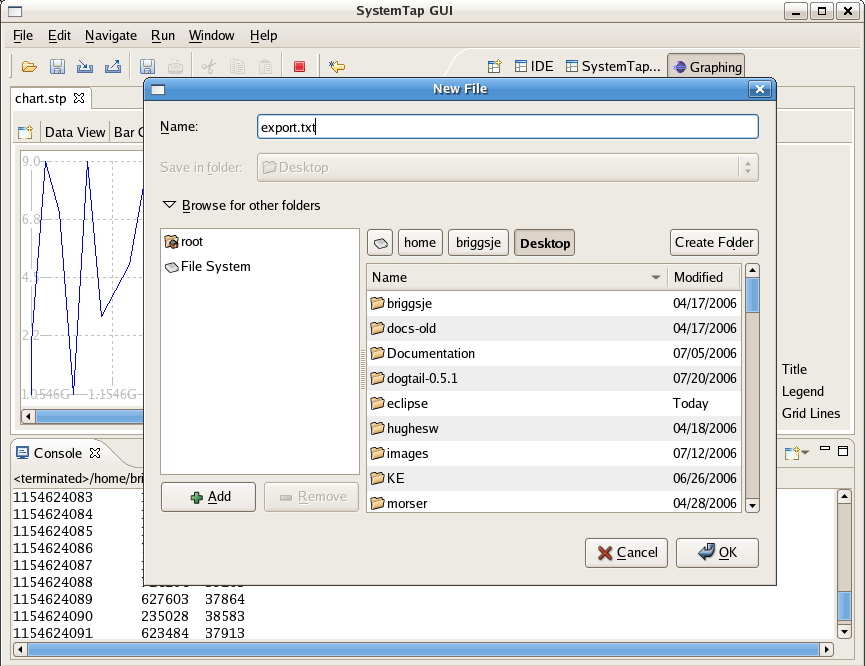 SystemTap GUI
File Edit Navigate Run Window Help
IDE SystemTap... Graphing
chart.stp
New File
Data View Bar
Name: export.txt
Save in folder: Desktop
Browse for other folders
root
File System
home briggsje Desktop Create Folder
Name Modified
briggsje 04/17/2006
docs-old 04/17/2006
Documentation 07/05/2006
dogtail-0.5.1 07/20/2006
eclipse Today
hughesw 04/18/2006
images 07/12/2006
KE 06/26/2006
morser 04/28/2006
Add Remove
Cancel OK
9.0
6.8
4.5
2.2
1.0546G 1.1546G
Title
Legend
Grid Lines
Console
<terminated>/home/bri
1154624083
1154624084
1154624085
1154624086
1154624087
1154624088
1154624089 627603 37864
1154624090 235028 38583
1154624091 623484 37913